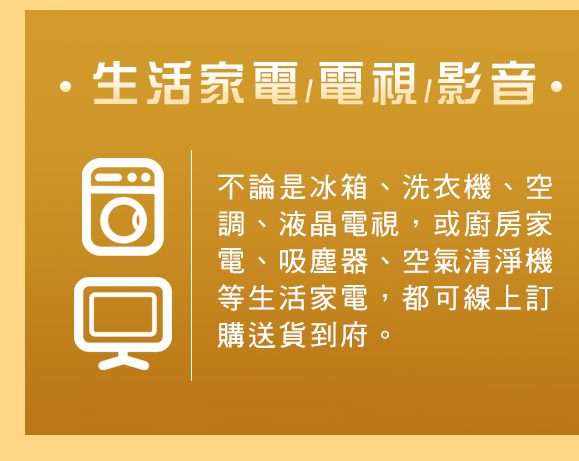 •生活家電/電視/影音•
不論是冰箱、洗衣機、空
調、液晶電視，或廚房家
電、吸塵器、空氣清淨機
等生活家電，都可線上訂
購送貨到府。